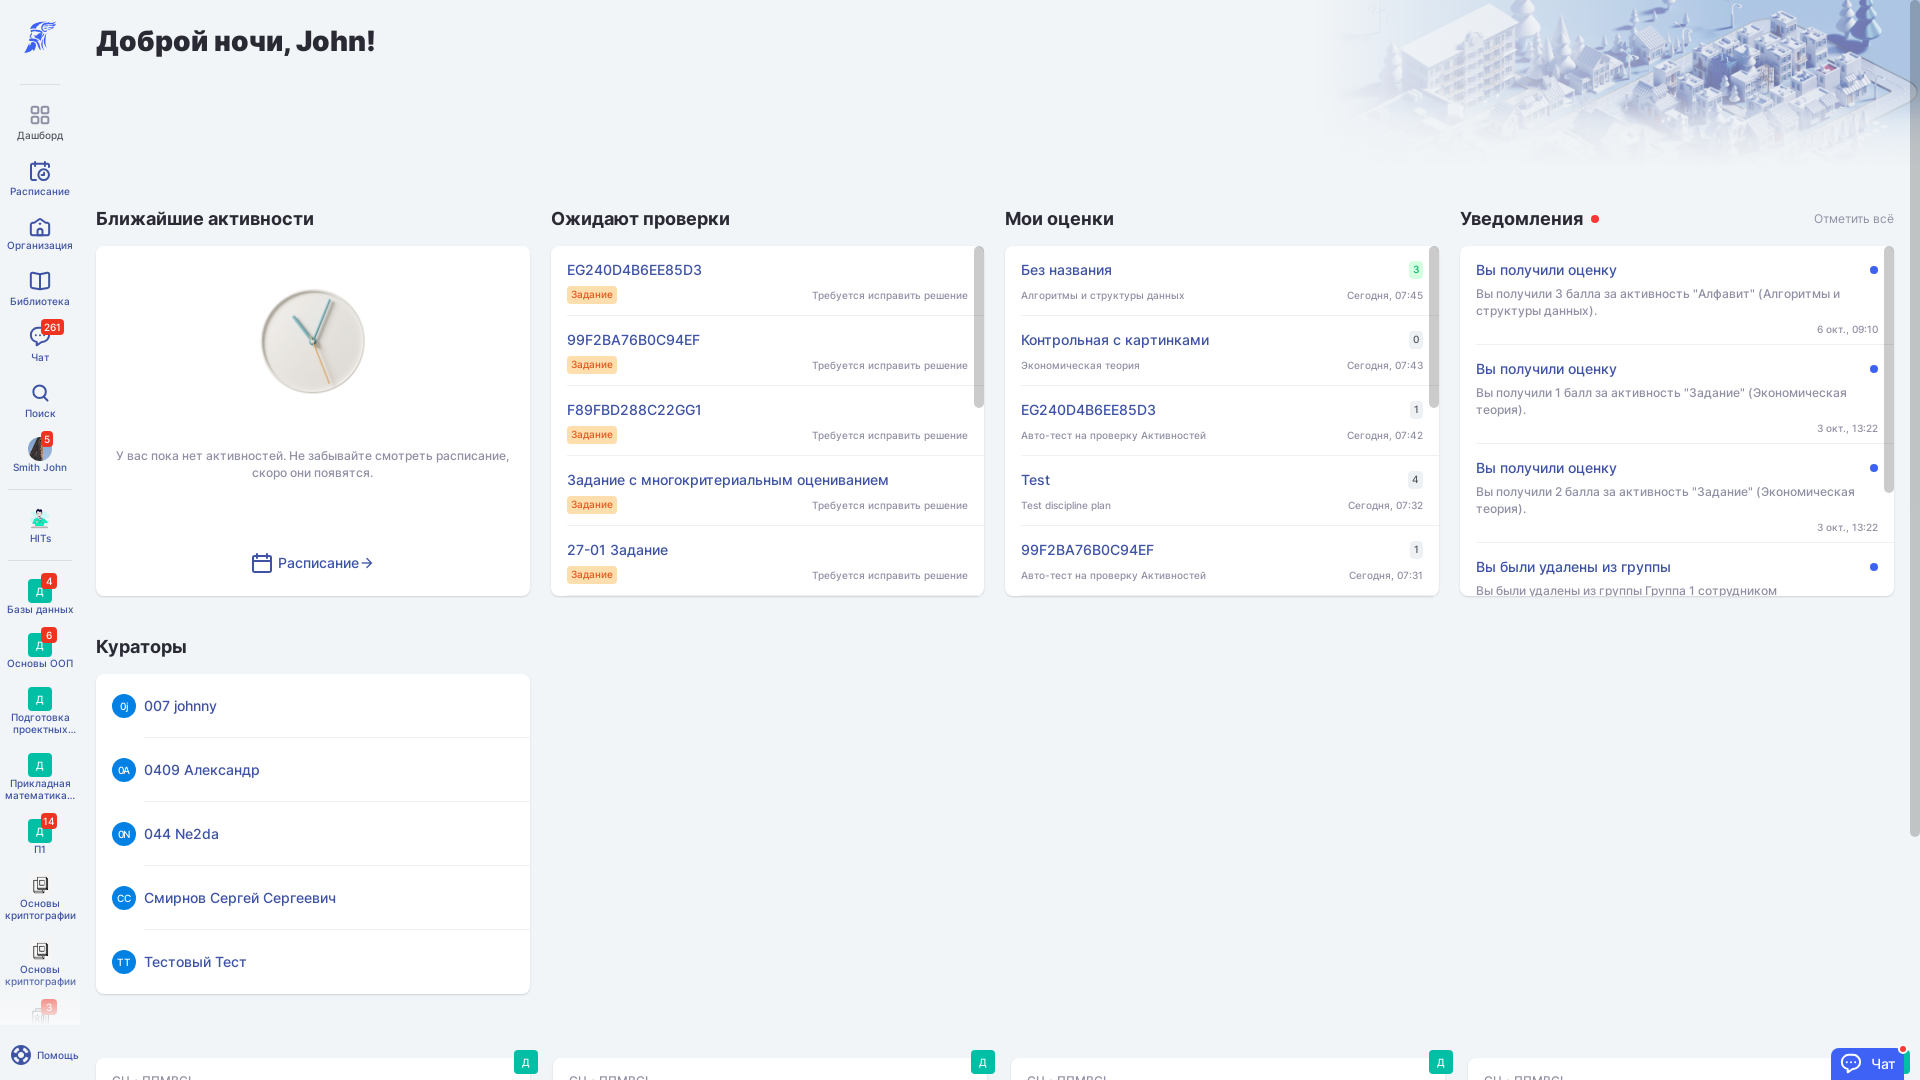 Доброй ночи, John!
Дашборд
Расписание
Организация
Библиотека
261
Чат
Поиск
5
Smith John
HITs
4
Д
Базы данных
6
Д
Основы ООП
Д
Подготовка
проектных...
Д
Прикладная
математика...
14
Д
П1
Основы
криптографии
Основы
криптографии
3
Помощь
Ближайшие активности
У вас пока нет активностей. Не забывайте смотреть расписание,
скоро они появятся.
Расписание
Ожидают проверки
EG240D4B6EE85D3
Задание Требуется исправить решение
99F2BA76B0C94EF
Задание Требуется исправить решение
F89FBD288C22GG1
Задание Требуется исправить решение
Задание с многокритериальным оцениванием
Задание Требуется исправить решение
27-01 Задание
Задание Требуется исправить решение
Мои оценки
Без названия 3
Алгоритмы и структуры данных Сегодня, 07:45
Контрольная с картинками 0
Экономическая теория Сегодня, 07:43
EG240D4B6EE85D3 1
Авто-тест на проверку Активностей Сегодня, 07:42
Test 4
Test discipline plan Сегодня, 07:32
99F2BA76B0C94EF 1
Авто-тест на проверку Активностей Сегодня, 07:31
Уведомления Отметить всё
Вы получили оценку
Вы получили 3 балла за активность "Алфавит" (Алгоритмы и
структуры данных).
6 окт., 09:10
Вы получили оценку
Вы получили 1 балл за активность "Задание" (Экономическая
теория).
3 окт., 13:22
Вы получили оценку
Вы получили 2 балла за активность "Задание" (Экономическая
теория).
3 окт., 13:22
Вы были удалены из группы
Вы были удалены из группы Группа 1 сотрудником
Кураторы
0j 007 johnny
0А 0409 Александр
0N 044 Ne2da
СС Смирнов Сергей Сергеевич
ТТ Тестовый Тест
Д
Д
Д
Чат